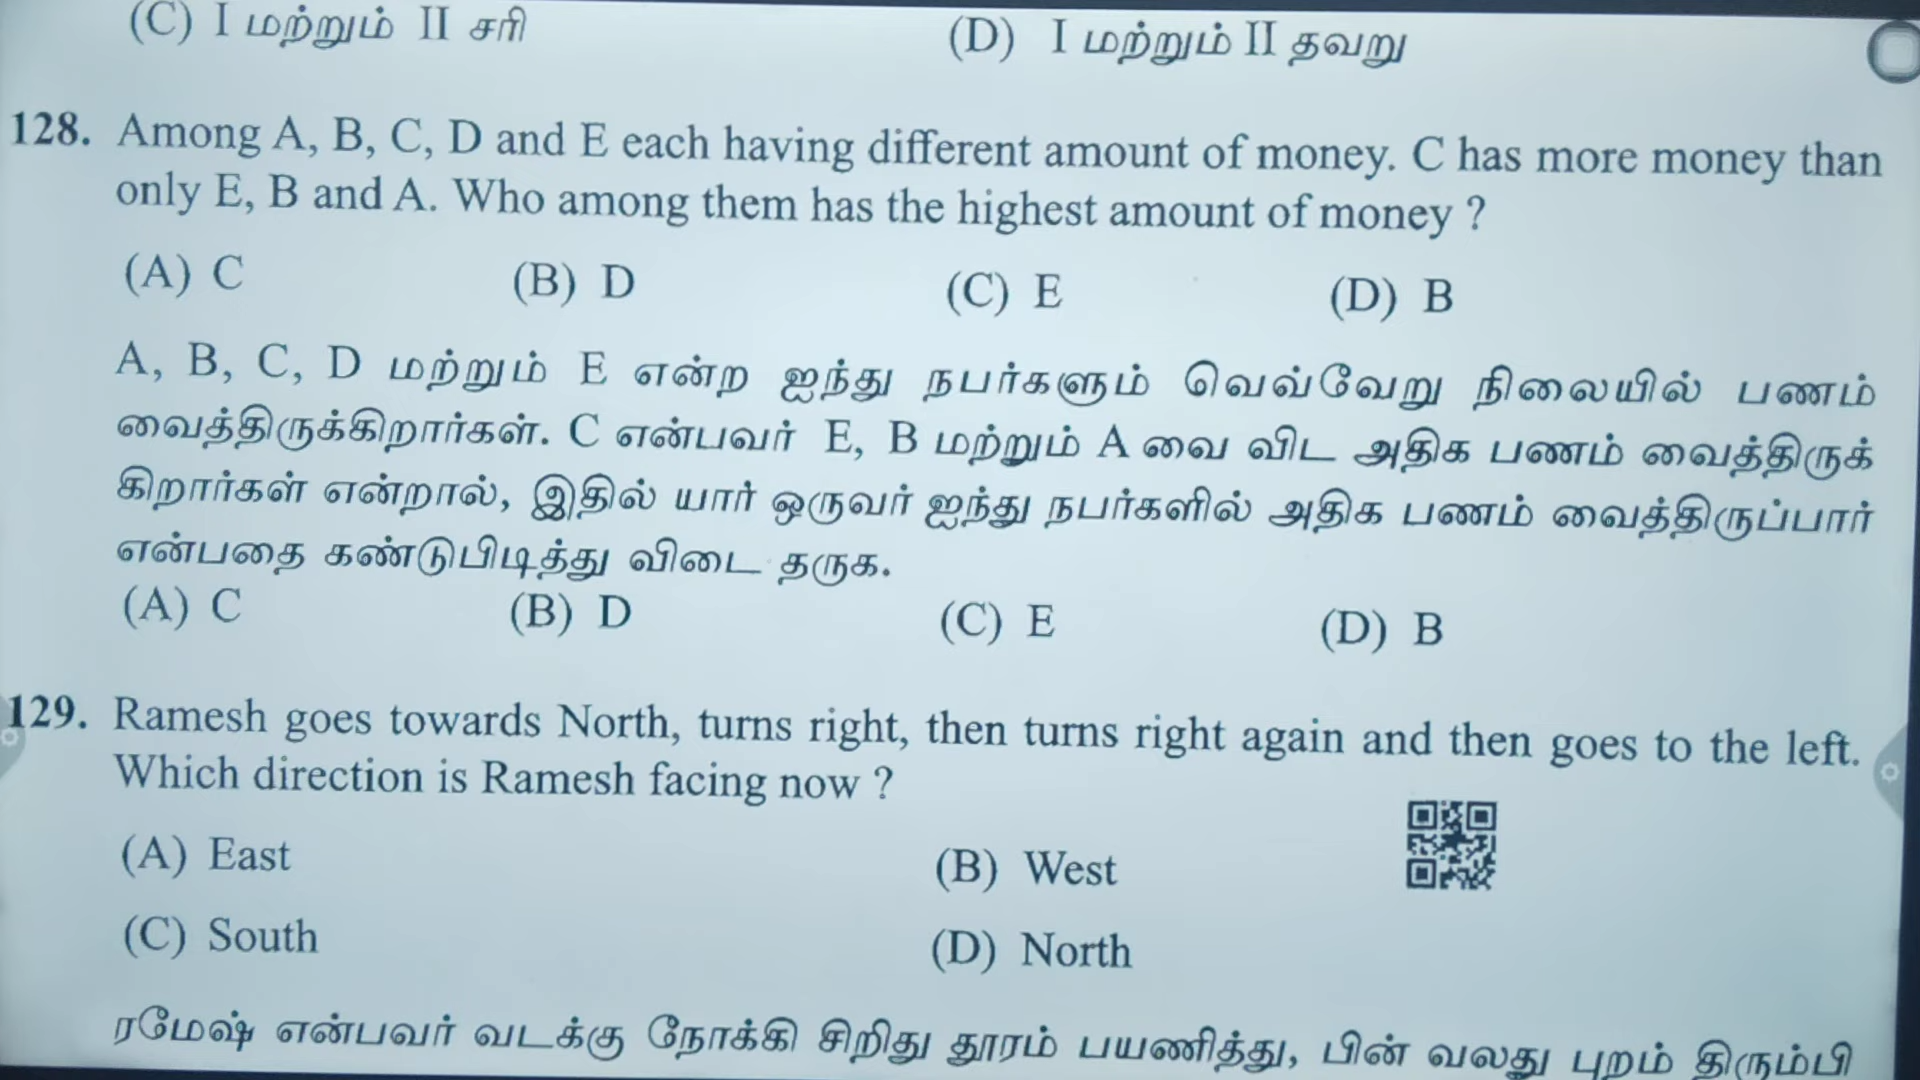 (C) I மற்றும் II சரி (D) I மற்றும் II தவறு
128. Among A, B, C, D and E each having different amount of money. C has more money than
only E, B and A. Who among them has the highest amount of money ?
(A) C (B) D (C) E (D) B
A, B, C, D மற்றும் E என்ற ஐந்து நபர்களும் வெவ்வேறு நிலையில் பணம்
வைத்திருக்கிறார்கள். C என்பவர் E, B மற்றும் A வை விட அதிக பணம் வைத்திருக்
கிறார்கள் என்றால், இதில் யார் ஒருவர் ஐந்து நபர்களில் அதிக பணம் வைத்திருப்பார்
என்பதை கண்டுபிடித்து விடை தருக.
(A) C (B) D (C) E (D) B
129. Ramesh goes towards North, turns right, then turns right again and then goes to the left.
Which direction is Ramesh facing now ?
(A) East (B) West
(C) South (D) North
ரமேஷ் என்பவர் வடக்கு நோக்கி சிறிது தூரம் பயணித்து, பின் வலது புறம் திரும்பி